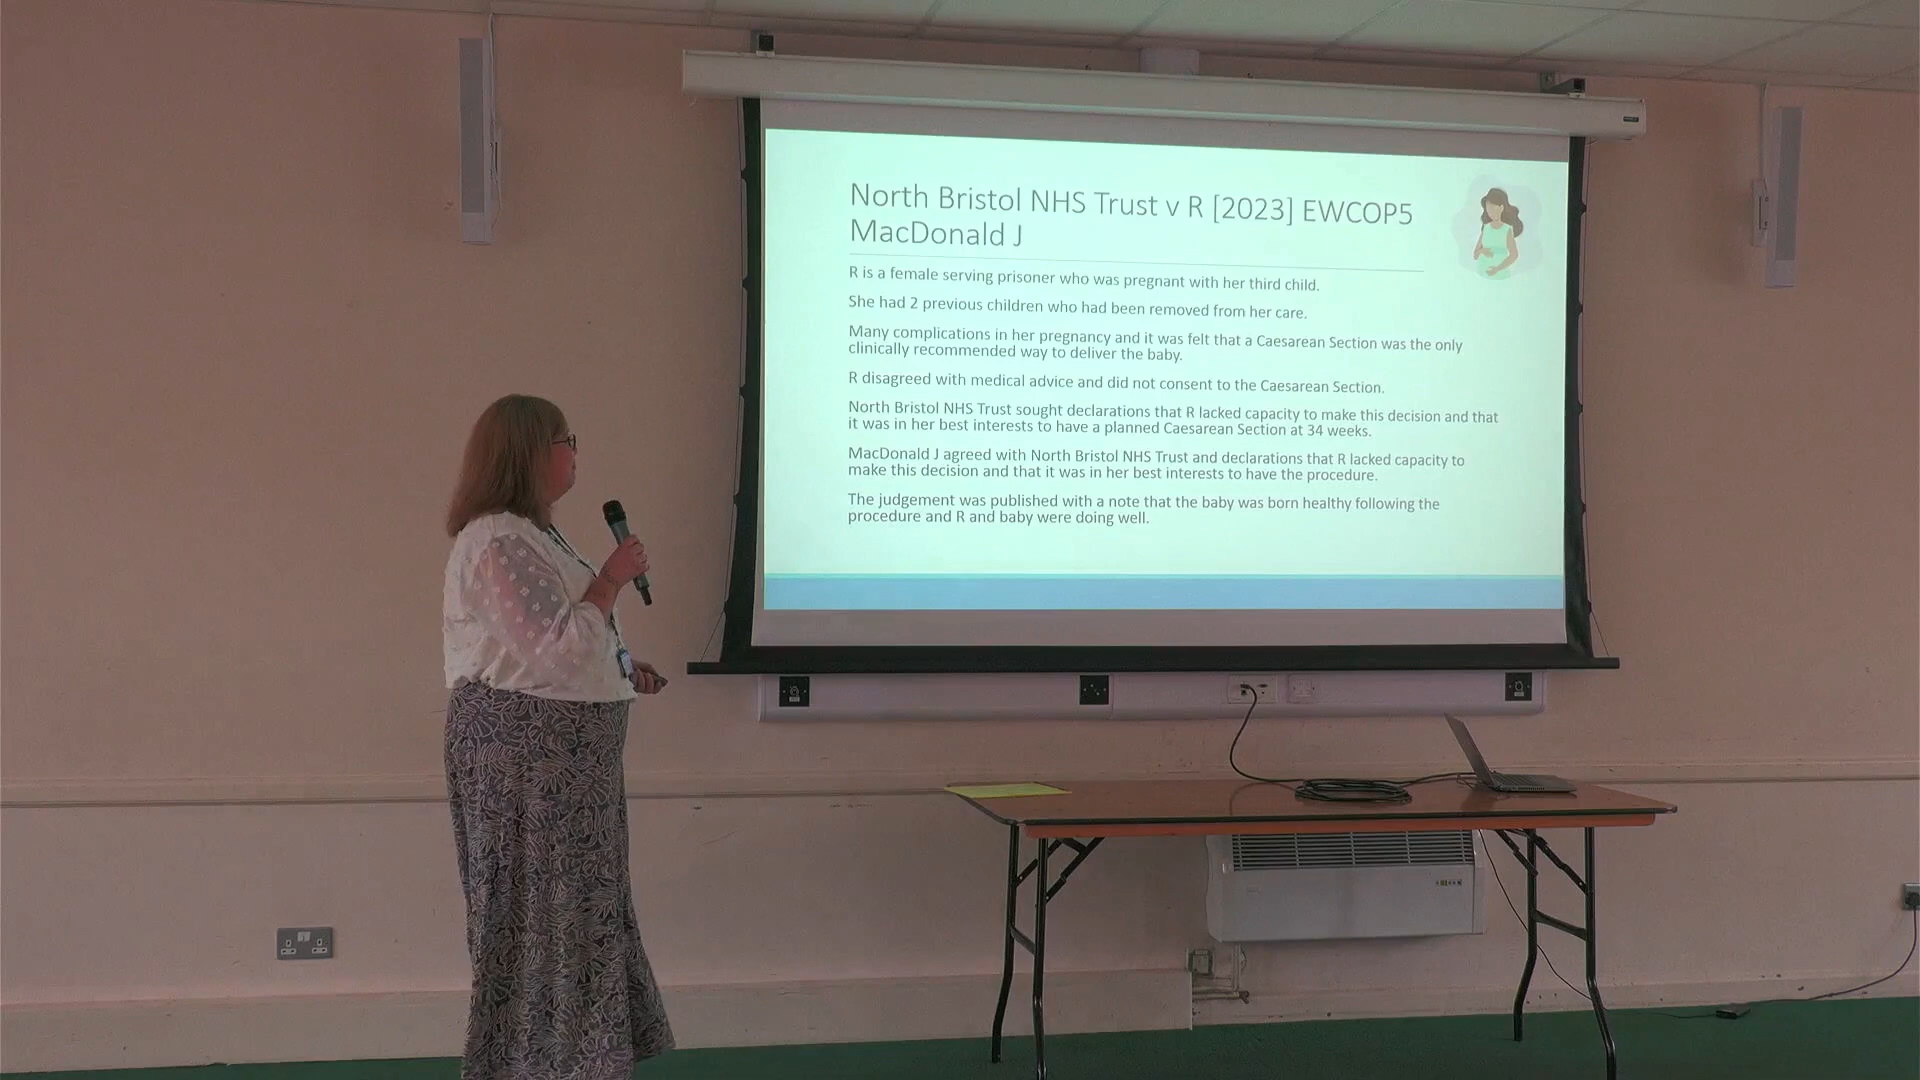 North Bristol NHS Trust v R [2023] EWCOP5
MacDonald J
R is a female serving prisoner who was pregnant with her third child.
She had 2 previous children who had been removed from her care.
Many complications in her pregnancy and it was felt that a Caesarean Section was the only
clinically recommended way to deliver the baby.
R disagreed with medical advice and did not consent to the Caesarean Section.
North Bristol NHS Trust sought declarations that R lacked capacity to make this decision and that
it was in her best interests to have a planned Caesarean Section at 34 weeks.
MacDonald J agreed with North Bristol NHS Trust and declarations that R lacked capacity to
make this decision and that it was in her best interests to have the procedure.
The judgement was published with a note that the baby was born healthy following the
procedure and R and baby were doing well.